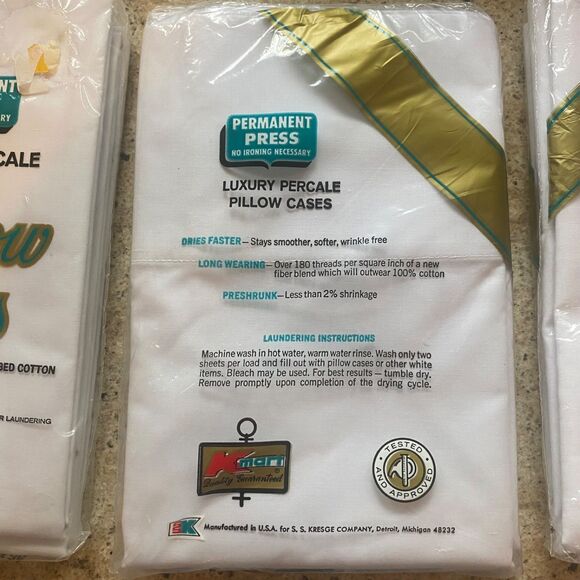 PERMANENT
PRESS
NO IRONING NECESSARY
LUXURY PERCALE
PILLOW CASES
DRIES FASTER—Stays smoother, softer, wrinkle free
LONG WEARING—Over 180 threads per square inch of a new
fiber blend which will outwear 100% cotton
PRESHRUNK—Less than 2% shrinkage
LAUNDERING INSTRUCTIONS
Machine wash in hot water, warm water rinse. Wash only two
sheets per load and fill out with pillow cases or other white
items. Bleach may be used. For best results — tumble dry.
Remove promptly upon completion of the drying cycle.
Kmart
Quality Guaranteed
TESTED
AND APPROVED
K Manufactured in U.S.A. for S. S. KRESGE COMPANY, Detroit, Michigan 48232
NT
RY
CALE
ow
s
BED COTTON
R LAUNDERING